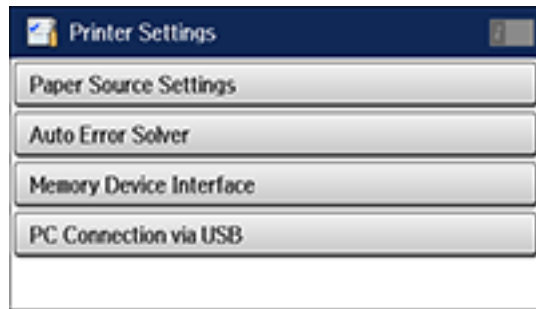 Printer Settings
Paper Source Settings
Auto Error Solver
Memory Device Interface
PC Connection via USB